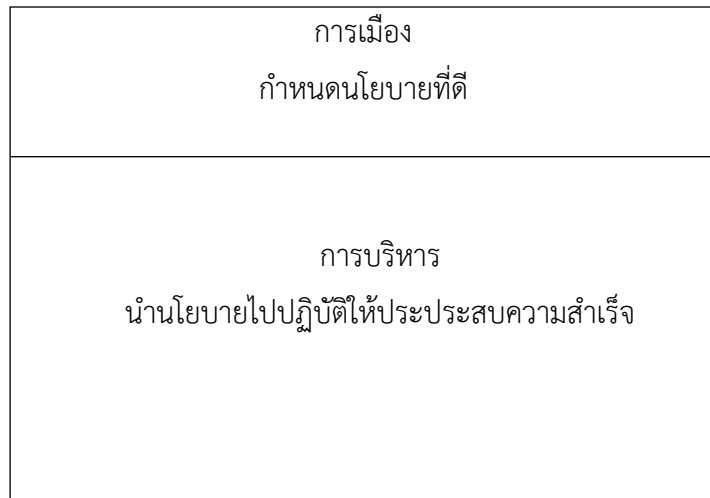 การเมือง
กำหนดนโยบายที่ดี
การบริหาร
นำนโยบายไปปฏิบัติให้ประประสบความสำเร็จ